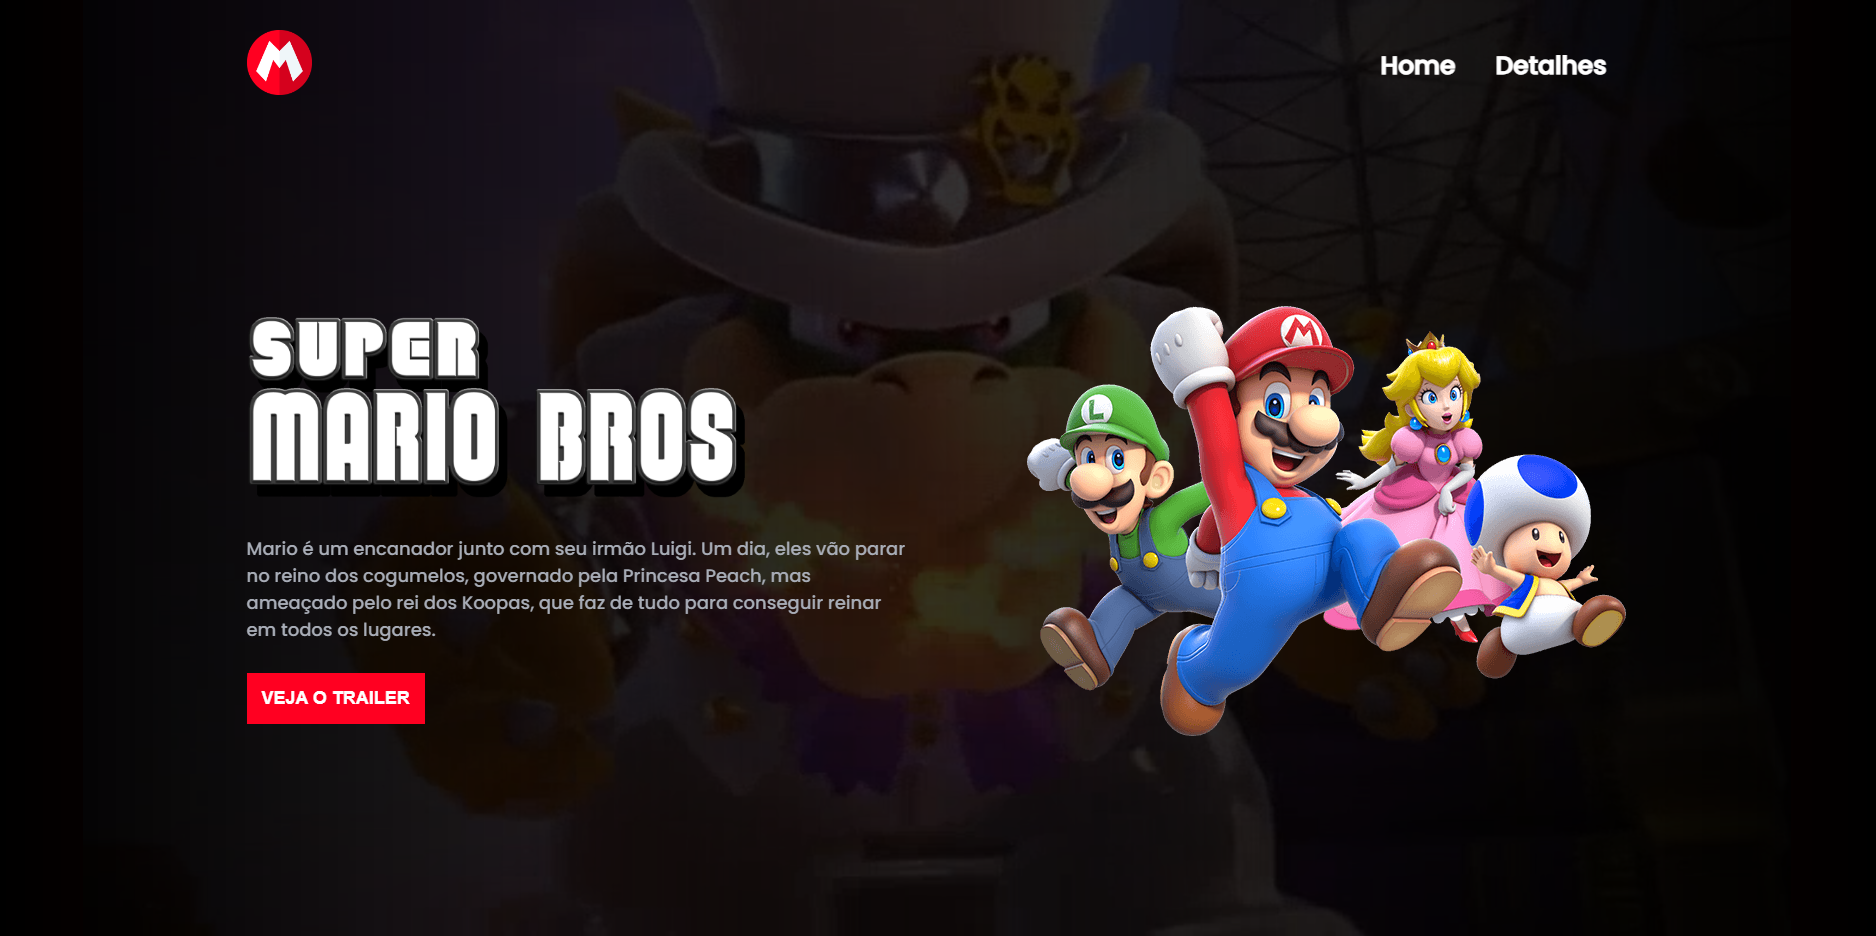 M
Home Detalhes
SUPER
MARIO BROS
M
L
Mario é um encanador junto com seu irmão Luigi. Um dia, eles vão parar
no reino dos cogumelos, governado pela Princesa Peach, mas
ameaçado pelo rei dos Koopas, que faz de tudo para conseguir reinar
em todos os lugares.
VEJA O TRAILER